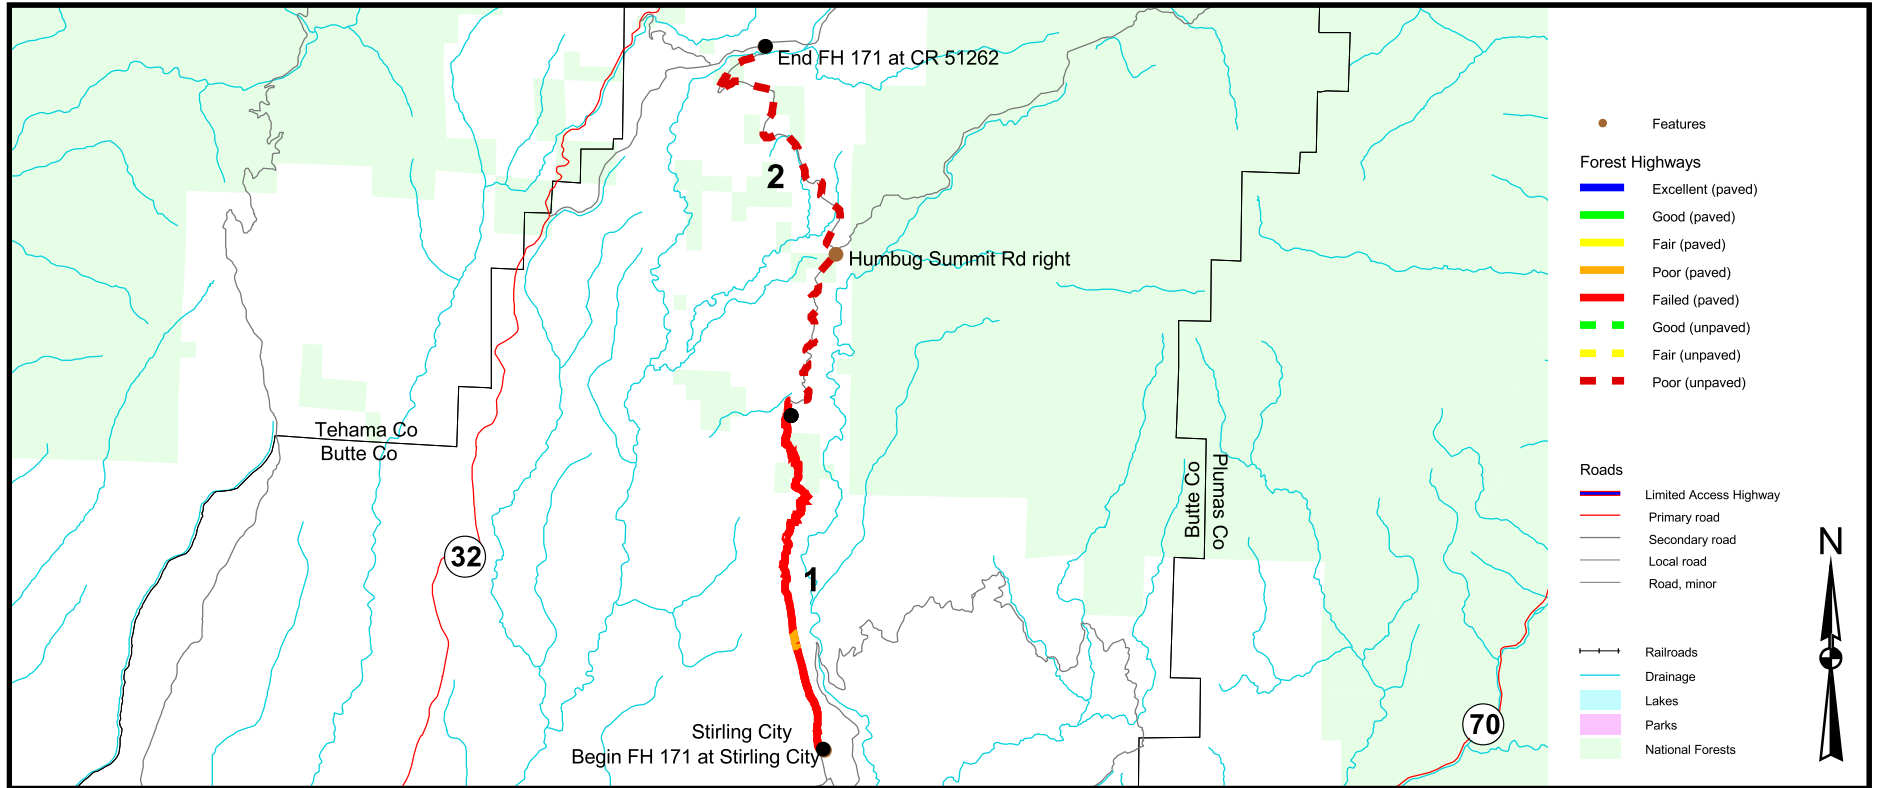 End FH 171 at CR 51262
2
Humbug Summit Rd right
Tehama Co
Butte Co
Butte Co
Plumas Co
32
1
Stirling City
Begin FH 171 at Stirling City
70
Features
Forest Highways
Excellent (paved)
Good (paved)
Fair (paved)
Poor (paved)
Failed (paved)
Good (unpaved)
Fair (unpaved)
Poor (unpaved)
Roads
Limited Access Highway
Primary road
Secondary road
Local road
Road, minor
Railroads
Drainage
Lakes
Parks
National Forests
N